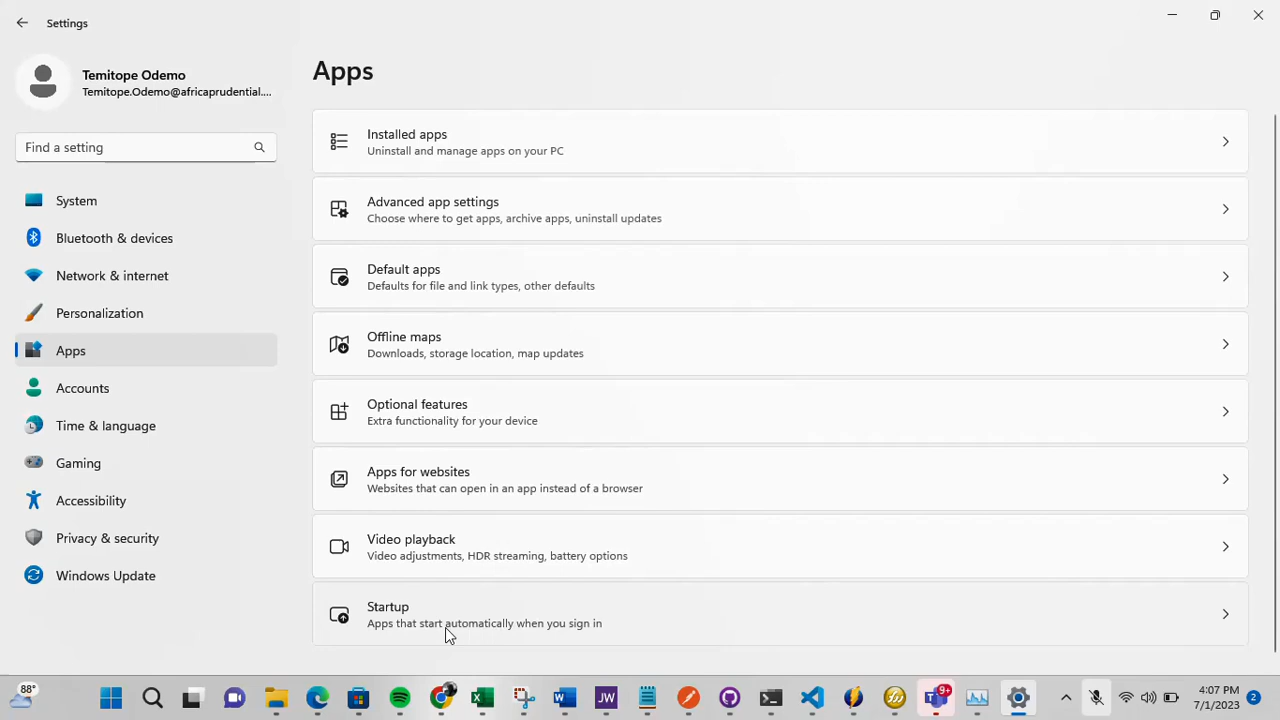 Settings
Temitope Odemo
Temitope.Odemo@africaprudential....
Find a setting
System
Bluetooth & devices
Network & internet
Personalization
Apps
Accounts
Time & language
Gaming
Accessibility
Privacy & security
Windows Update
Apps
Installed apps
Uninstall and manage apps on your PC
Advanced app settings
Choose where to get apps, archive apps, uninstall updates
Default apps
Defaults for file and link types, other defaults
Offline maps
Downloads, storage location, map updates
Optional features
Extra functionality for your device
Apps for websites
Websites that can open in an app instead of a browser
Video playback
Video adjustments, HDR streaming, battery options
Startup
Apps that start automatically when you sign in
88°
JW
9+
4:07 PM
7/1/2023
2